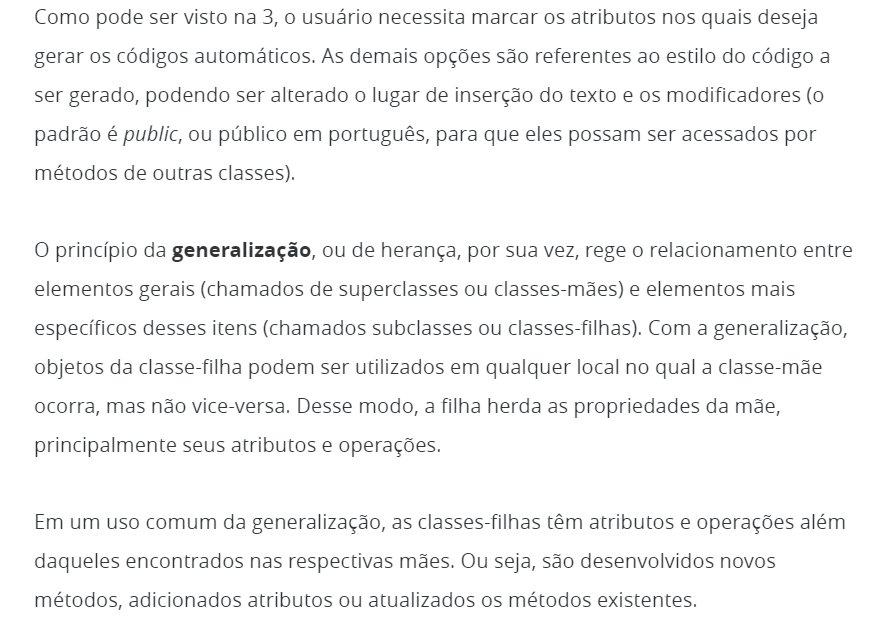 Como pode ser visto na 3, o usuário necessita marcar os atributos nos quais deseja
gerar os códigos automáticos. As demais opções são referentes ao estilo do código a
ser gerado, podendo ser alterado o lugar de inserção do texto e os modificadores (o
padrão é public, ou público em português, para que eles possam ser acessados por
métodos de outras classes).
O princípio da generalização, ou de herança, por sua vez, rege o relacionamento entre
elementos gerais (chamados de superclasses ou classes-mães) e elementos mais
específicos desses itens (chamados subclasses ou classes-filhas). Com a generalização,
objetos da classe-filha podem ser utilizados em qualquer local no qual a classe-mãe
ocorra, mas não vice-versa. Desse modo, a filha herda as propriedades da mãe,
principalmente seus atributos e operações.
Em um uso comum da generalização, as classes-filhas têm atributos e operações além
daqueles encontrados nas respectivas mães. Ou seja, são desenvolvidos novos
métodos, adicionados atributos ou atualizados os métodos existentes.